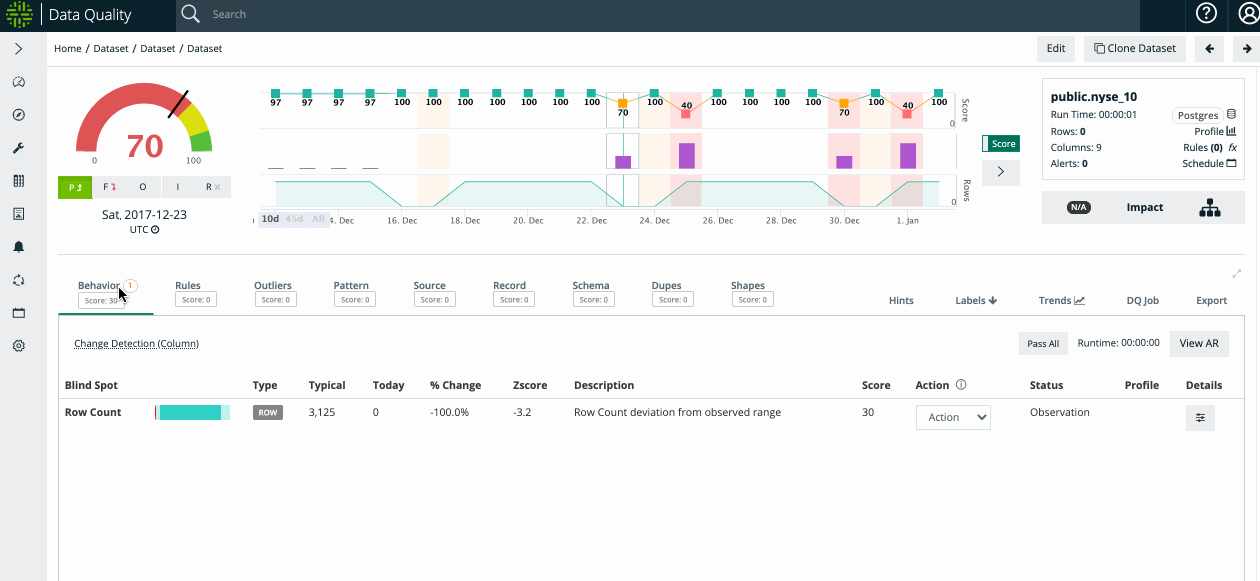 Data Quality
Search
Home / Dataset / Dataset / Dataset
Edit
Clone Dataset
70
0
100
P F O I R
Sat, 2017-12-23
UTC
97 97 97 97 100 100 100 100 100 100 100 70 100 40 100 100 100 100 70 100 40 100
Score
0
Rows
0
10d 45d All
4. Dec 16. Dec 18. Dec 20. Dec 22. Dec 24. Dec 26. Dec 28. Dec 30. Dec 1. Jan
Score
public.nyse_10
Run Time: 00:00:01
Postgres
Rows: 0
Profile
Columns: 9
Rules (0) fx
Alerts: 0
Schedule
N/A
Impact
Behavior 1
Score: 30
Rules
Score: 0
Outliers
Score: 0
Pattern
Score: 0
Source
Score: 0
Record
Score: 0
Schema
Score: 0
Dupes
Score: 0
Shapes
Score: 0
Hints
Labels
Trends
DQ Job
Export
Change Detection (Column)
Pass All
Runtime: 00:00:00
View AR
Blind Spot Type Typical Today % Change Zscore Description Score Action Status Profile Details
Row Count ROW 3,125 0 -100.0% -3.2 Row Count deviation from observed range 30 Action Observation